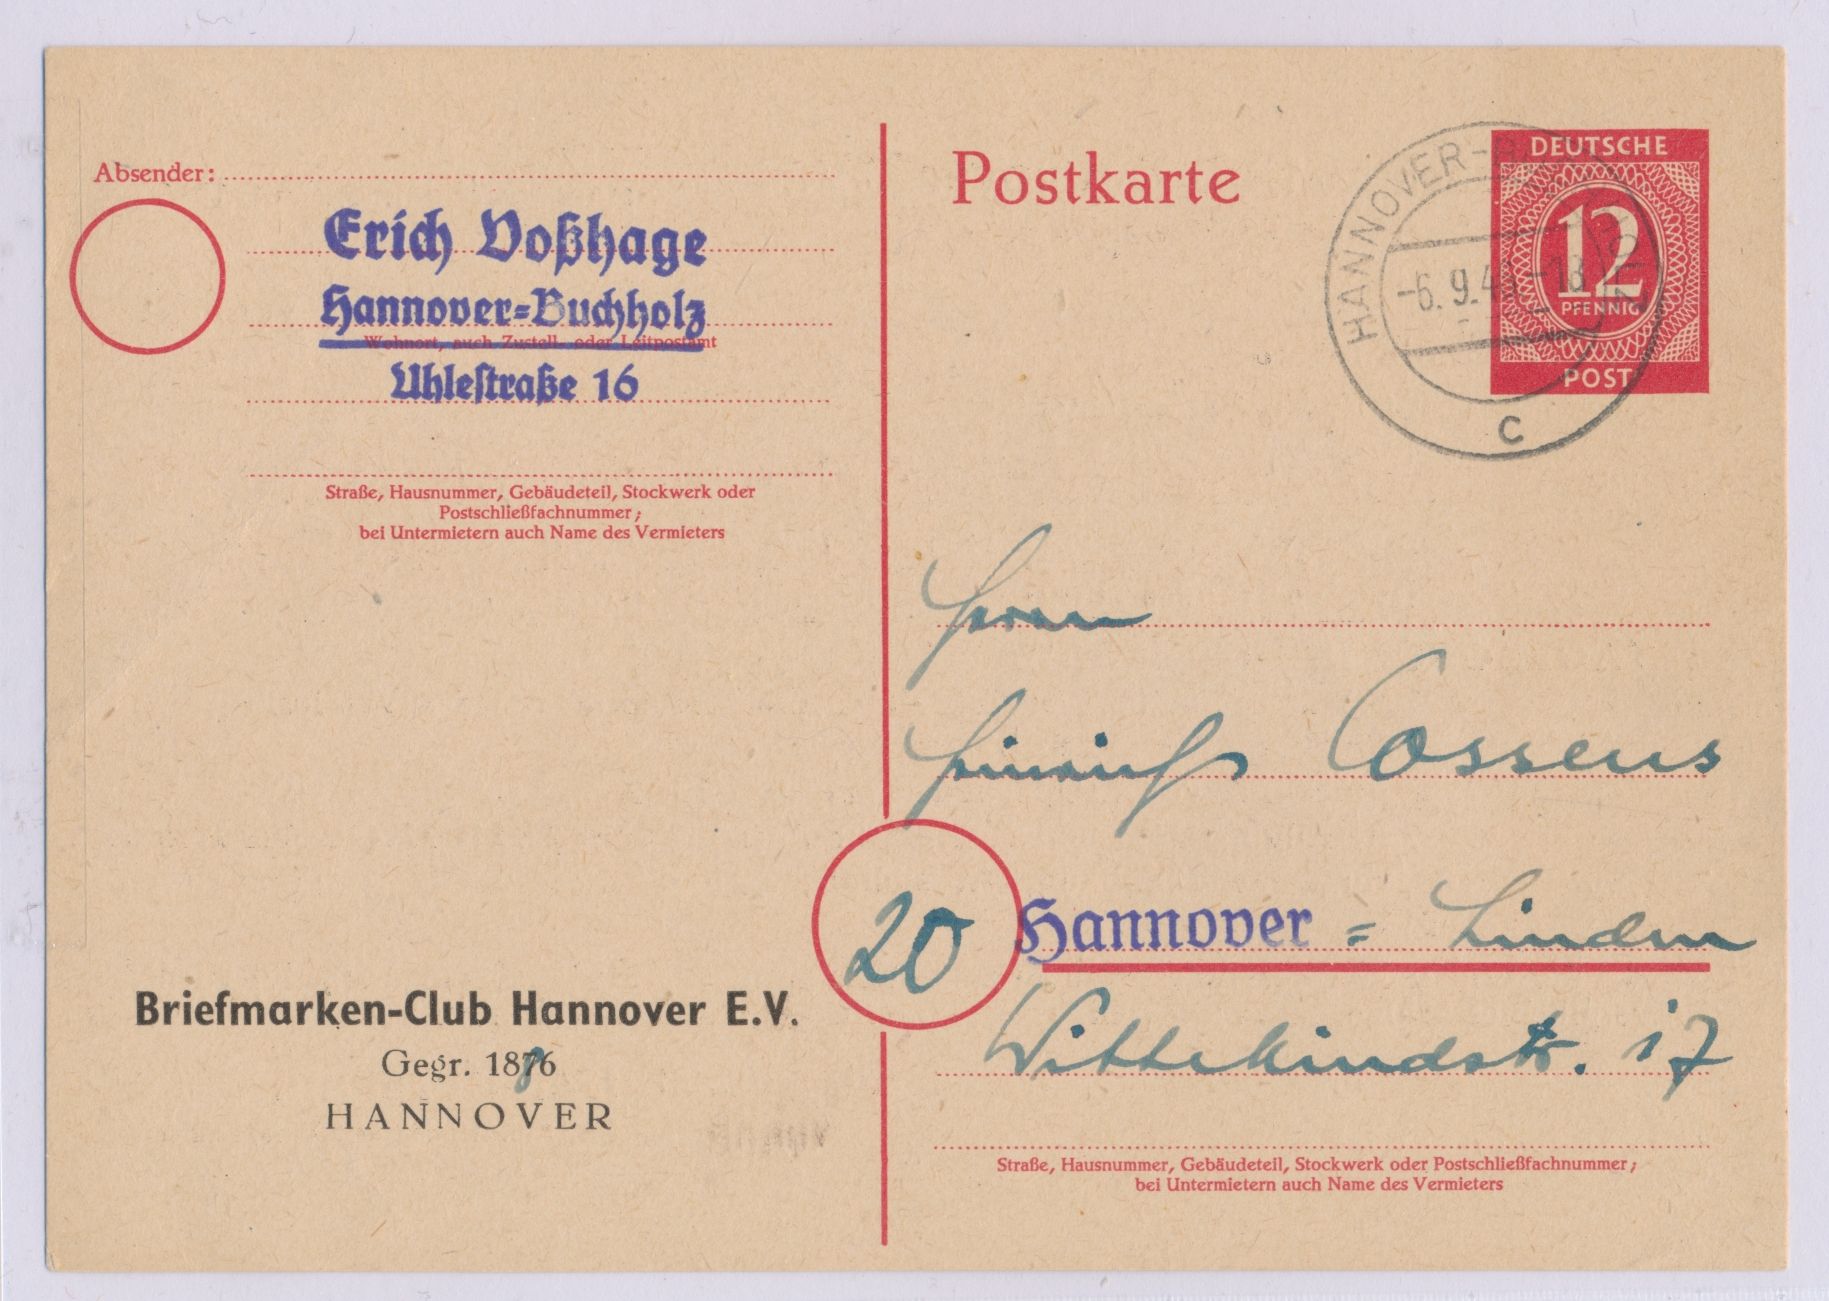 Absender:
Erich Voßhage
Hannover=Buchholz
Wohnort, auch Zustell- oder Leitpostamt
Uhlestraße 16
Straße, Hausnummer, Gebäudeteil, Stockwerk oder
Postschließfachnummer;
bei Untermietern auch Name des Vermieters
Briefmarken-Club Hannover E.V.
Gegr. 1886
HANNOVER
Postkarte
DEUTSCHE
12
PFENNIG
POST
HANNOVER-
-6. 9. -18
c
Herrn
Heinrich Cossens
20 Hannover = Linden
Wittekindstr. 17
Straße, Hausnummer, Gebäudeteil, Stockwerk oder Postschließfachnummer;
bei Untermietern auch Name des Vermieters